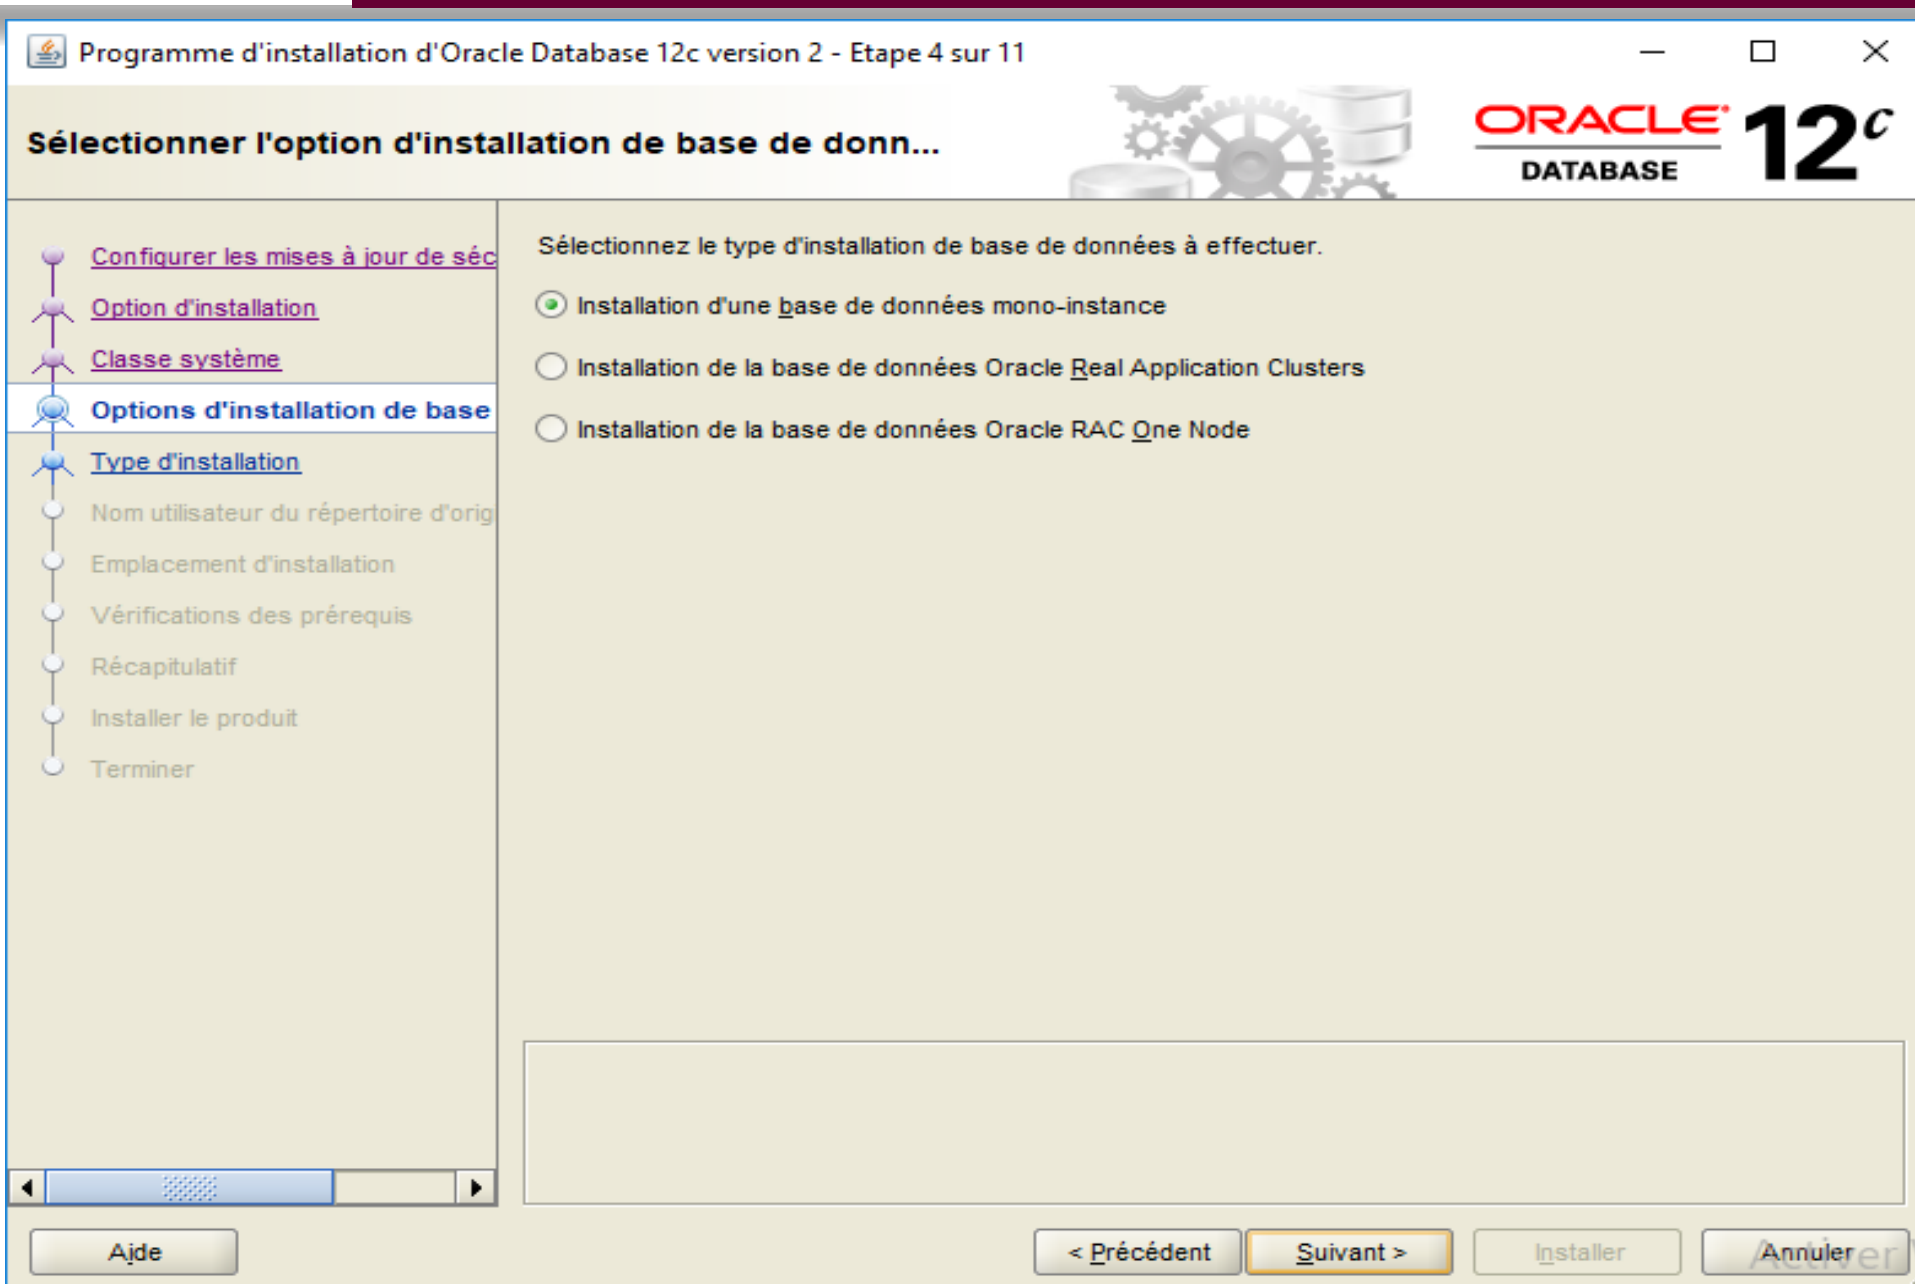 Programme d'installation d'Oracle Database 12c version 2 - Etape 4 sur 11
Sélectionner l'option d'installation de base de donn...
ORACLE DATABASE 12c
Configurer les mises à jour de séc
Option d'installation
Classe système
Options d'installation de base
Type d'installation
Nom utilisateur du répertoire d'orig
Emplacement d'installation
Vérifications des prérequis
Récapitulatif
Installer le produit
Terminer
Sélectionnez le type d'installation de base de données à effectuer.
Installation d'une base de données mono-instance
Installation de la base de données Oracle Real Application Clusters
Installation de la base de données Oracle RAC One Node
Aide
< Précédent
Suivant >
Installer
Annuler
Activer